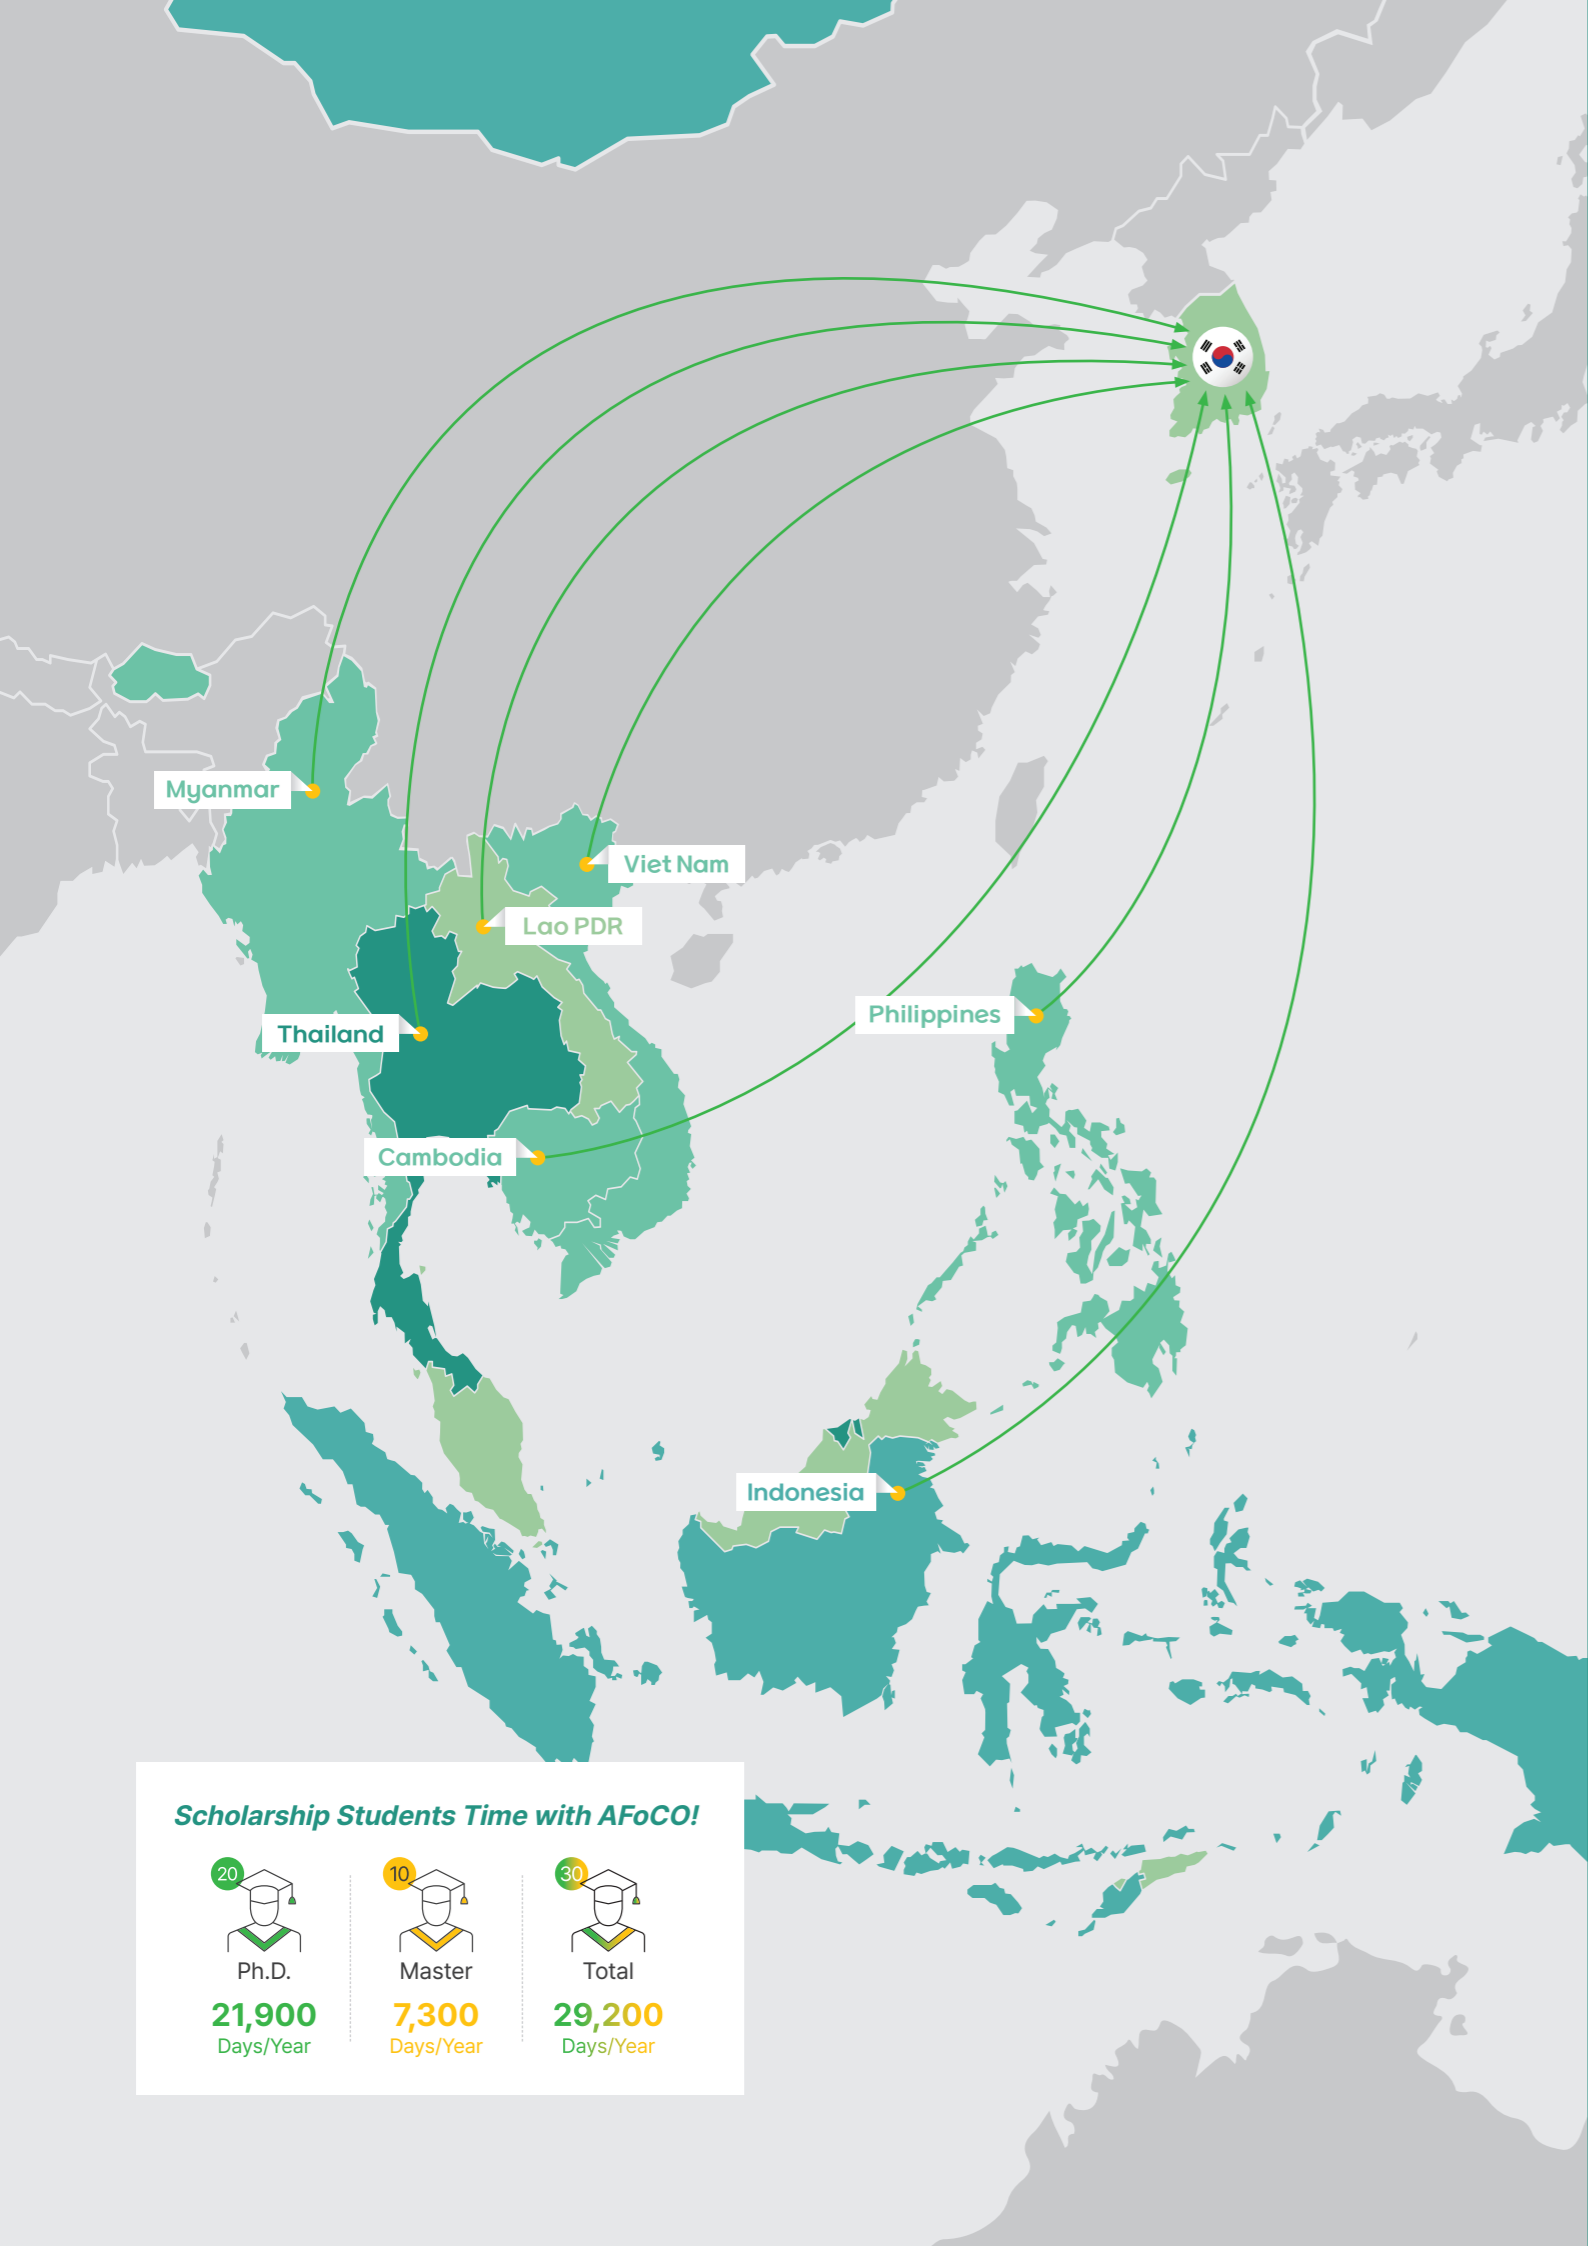 Myanmar
Viet Nam
Lao PDR
Philippines
Thailand
Cambodia
Indonesia
Scholarship Students Time with AFoCO!
20
10
30
Ph.D.
Master
Total
21,900
7,300
29,200
Days/Year
Days/Year
Days/Year